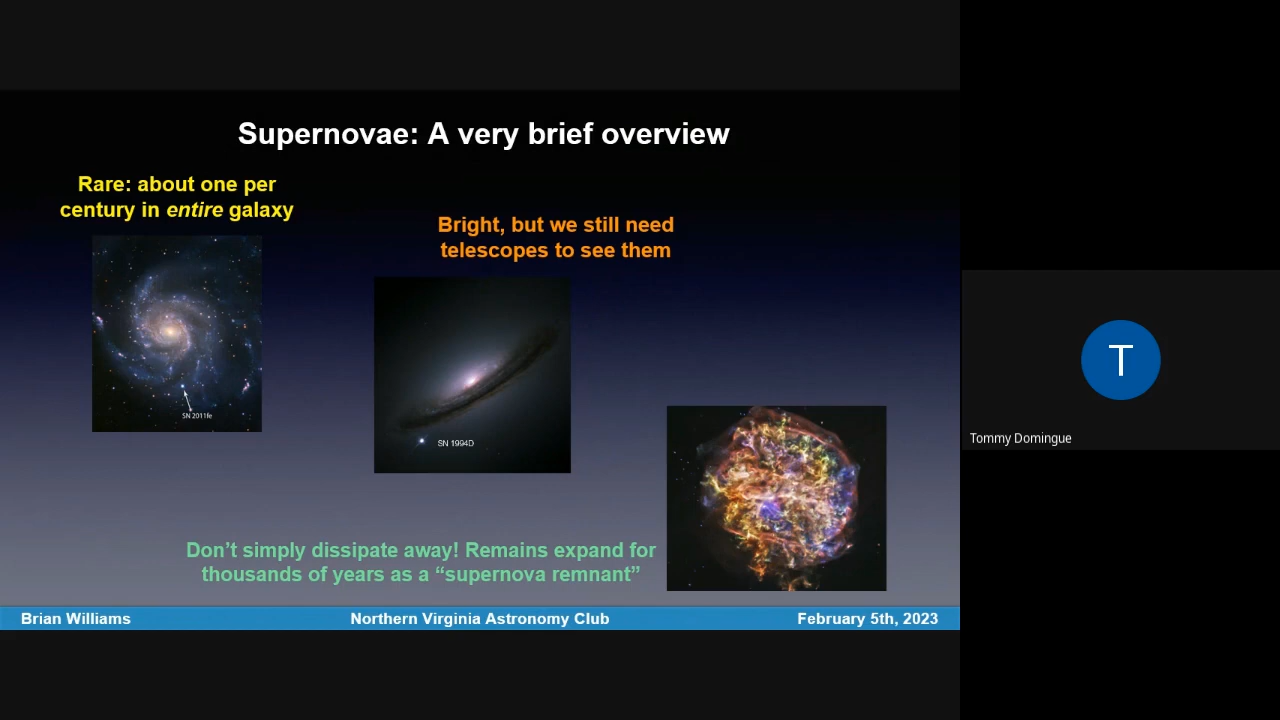 Supernovae: A very brief overview
Rare: about one per
century in entire galaxy
Bright, but we still need
telescopes to see them
SN 2011fe
SN 1994D
Don’t simply dissipate away! Remains expand for
thousands of years as a “supernova remnant”
Brian Williams
Northern Virginia Astronomy Club
February 5th, 2023
T
Tommy Domingue